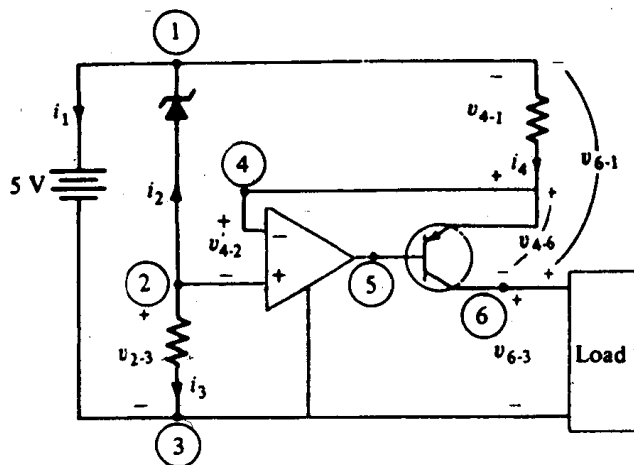 1
i1
5 V
i2
4
+
v4-2
−
−
+
2
+
v2-3
−
i3
3
5
−
v4-1
+
i4
−
v6-1
+
v4-6
−
+
6
+
v6-3
−
Load